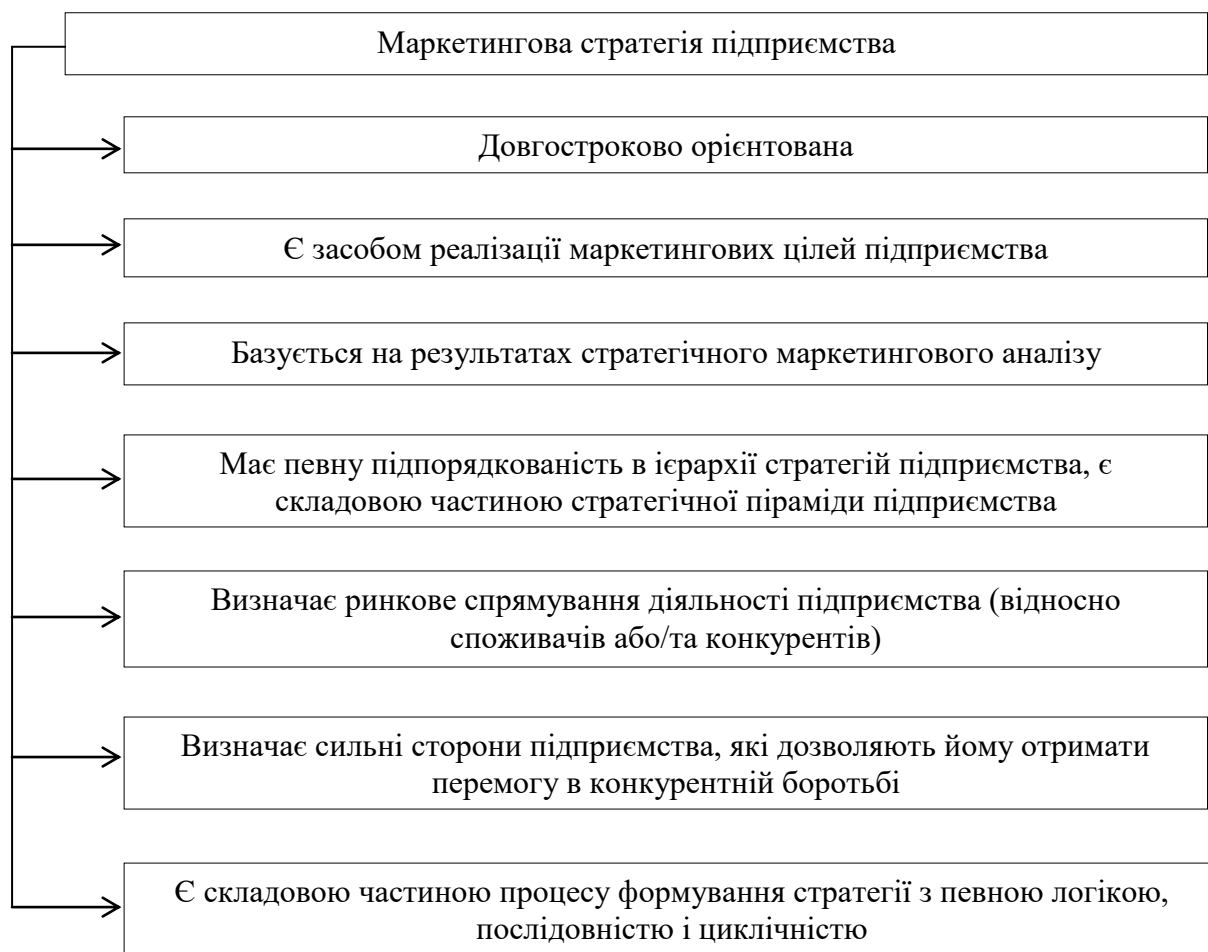 Маркетингова стратегія підприємства
Довгостроково орієнтована
Є засобом реалізації маркетингових цілей підприємства
Базується на результатах стратегічного маркетингового аналізу
Має певну підпорядкованість в ієрархії стратегій підприємства, є
складовою частиною стратегічної піраміди підприємства
Визначає ринкове спрямування діяльності підприємства (відносно
споживачів або/та конкурентів)
Визначає сильні сторони підприємства, які дозволяють йому отримати
перемогу в конкурентній боротьбі
Є складовою частиною процесу формування стратегії з певною логікою,
послідовністю і циклічністю